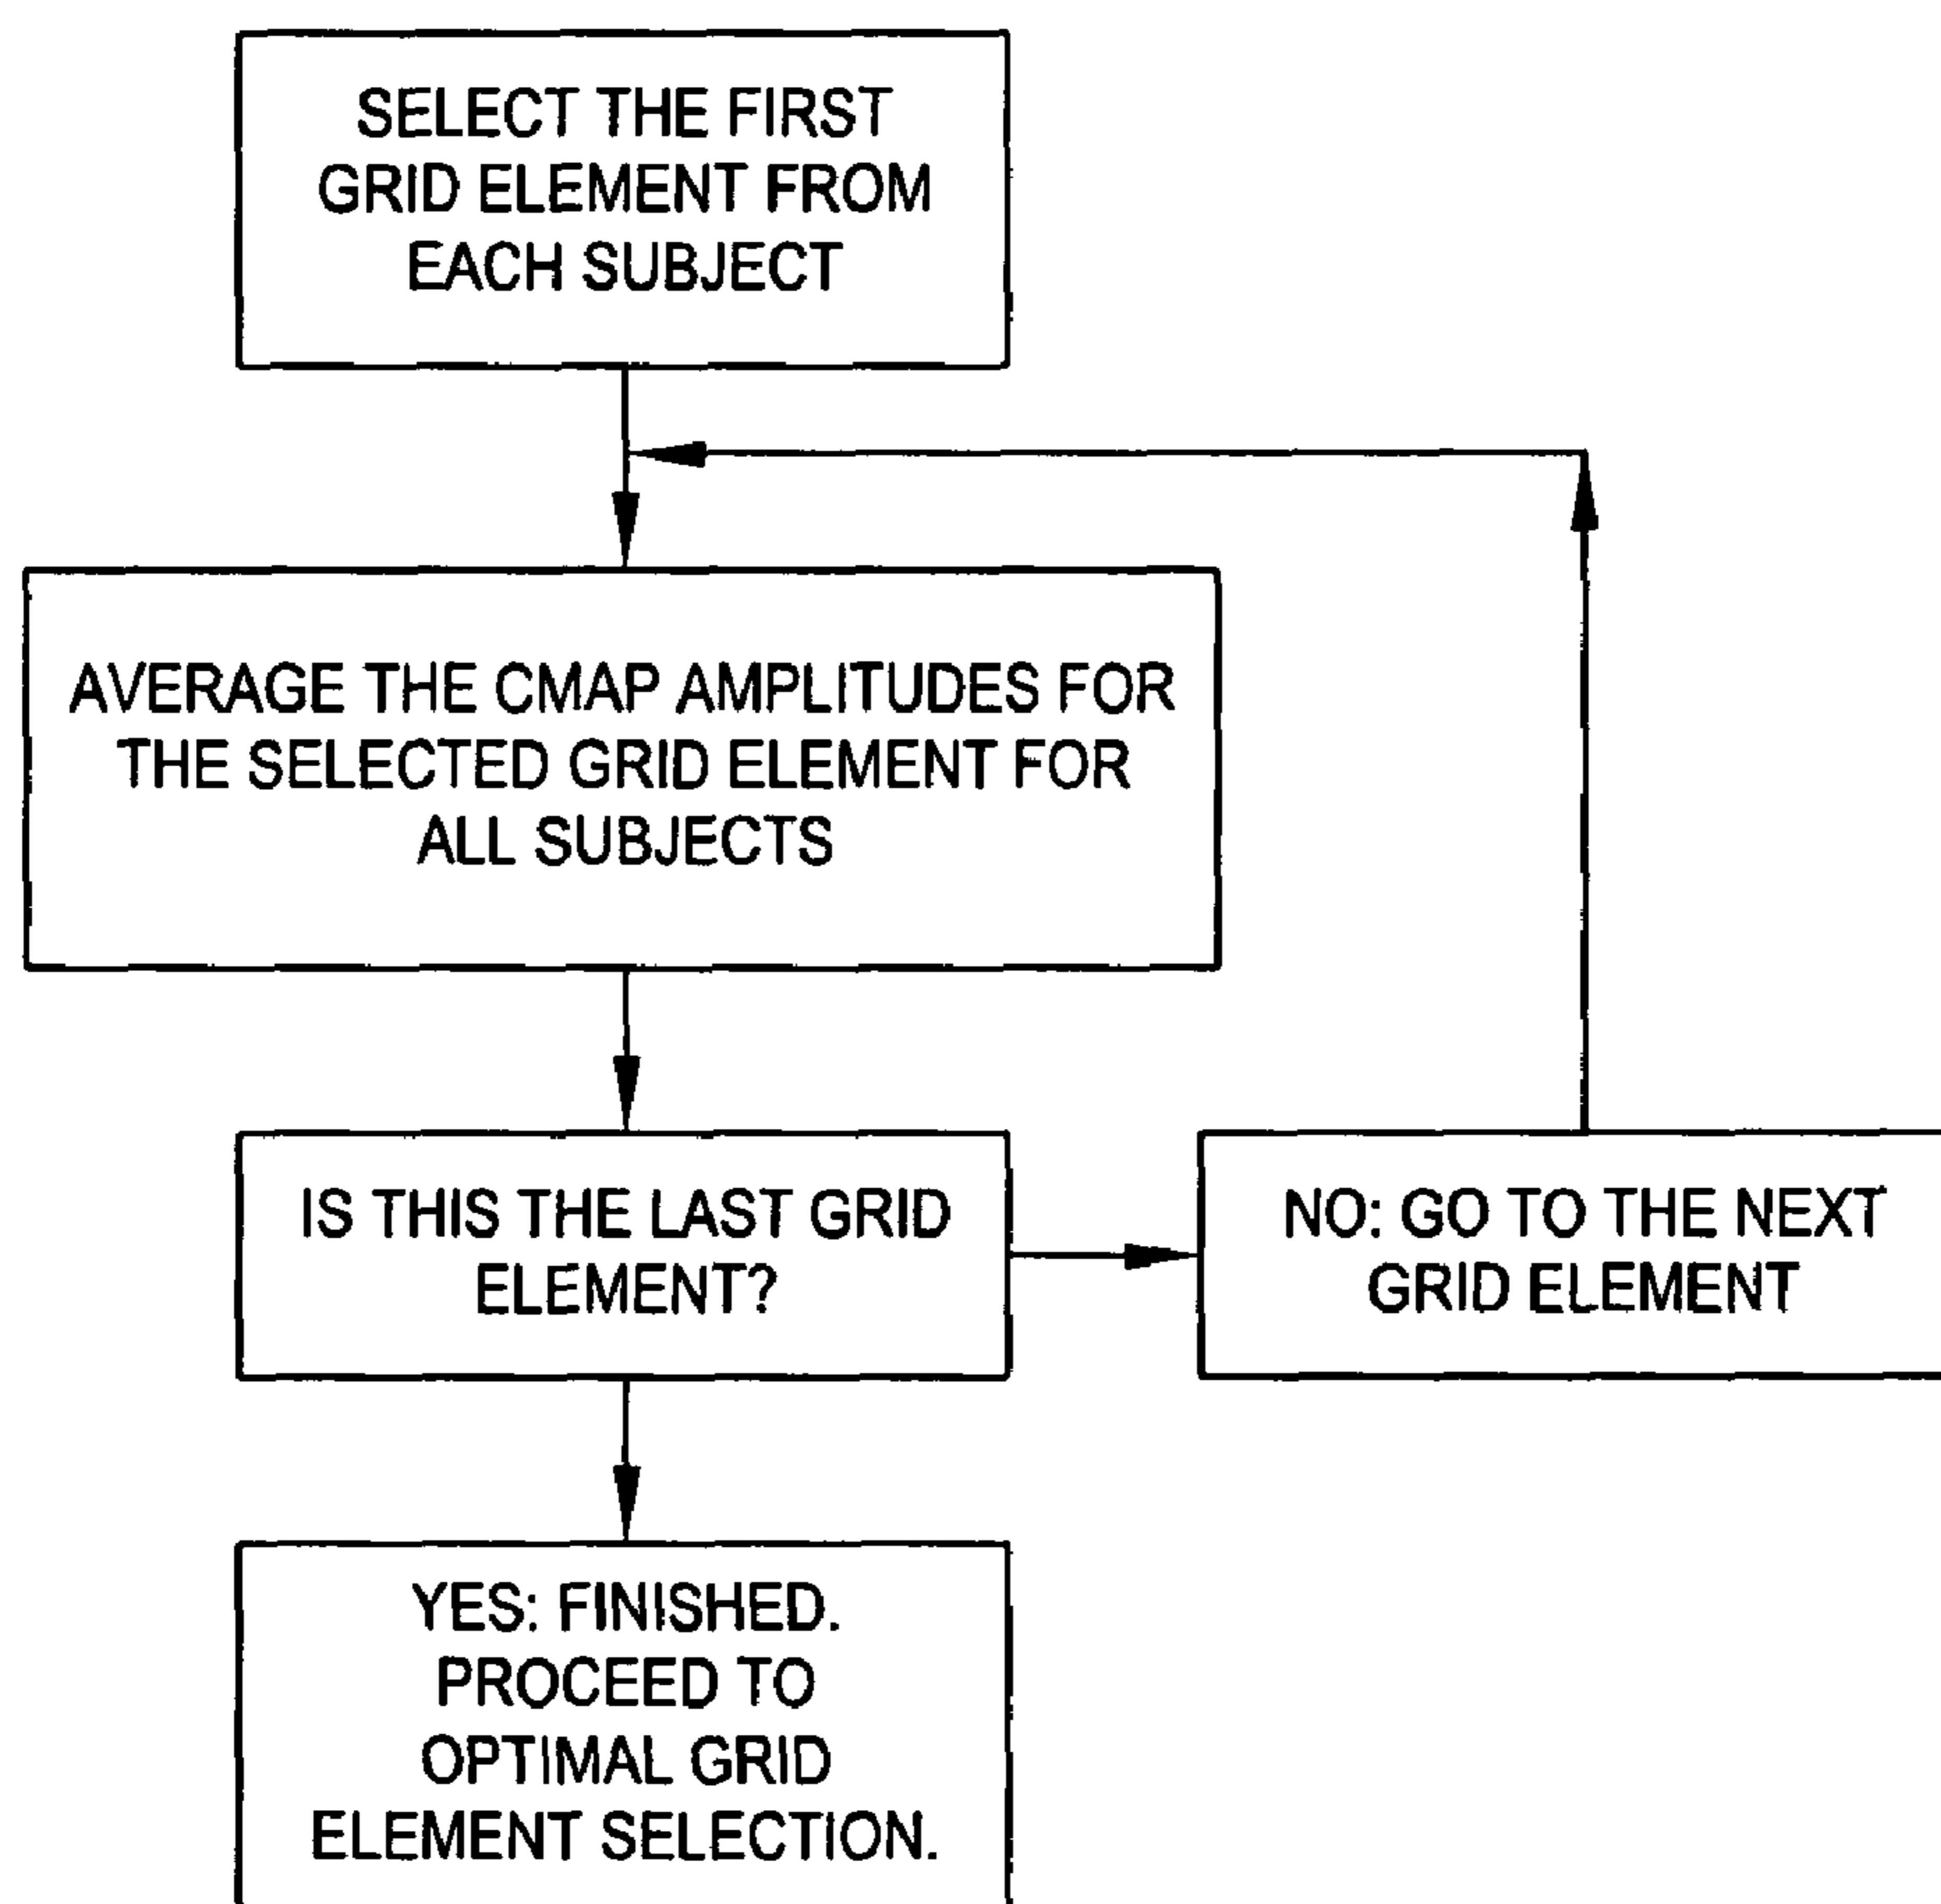 SELECT THE FIRST
GRID ELEMENT FROM
EACH SUBJECT
AVERAGE THE CMAP AMPLITUDES FOR
THE SELECTED GRID ELEMENT FOR
ALL SUBJECTS
IS THIS THE LAST GRID
ELEMENT?
NO: GO TO THE NEXT
GRID ELEMENT
YES: FINISHED.
PROCEED TO
OPTIMAL GRID
ELEMENT SELECTION.